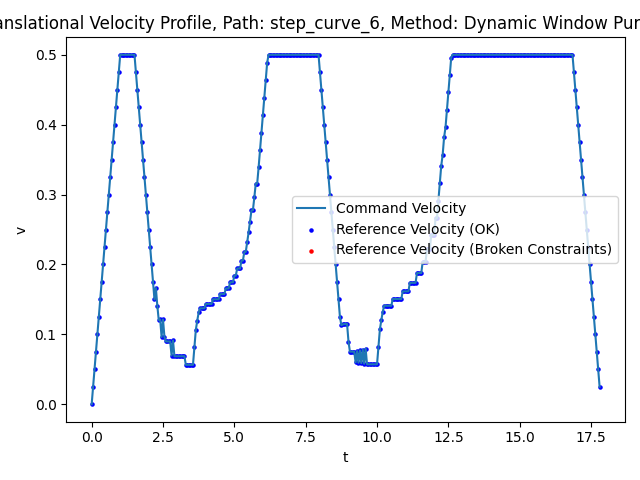 anslational Velocity Profile, Path: step_curve_6, Method: Dynamic Window Pur
0.5
0.4
0.3
0.2
0.1
0.0
v
Command Velocity
Reference Velocity (OK)
Reference Velocity (Broken Constraints)
0.0 2.5 5.0 7.5 10.0 12.5 15.0 17.5
t